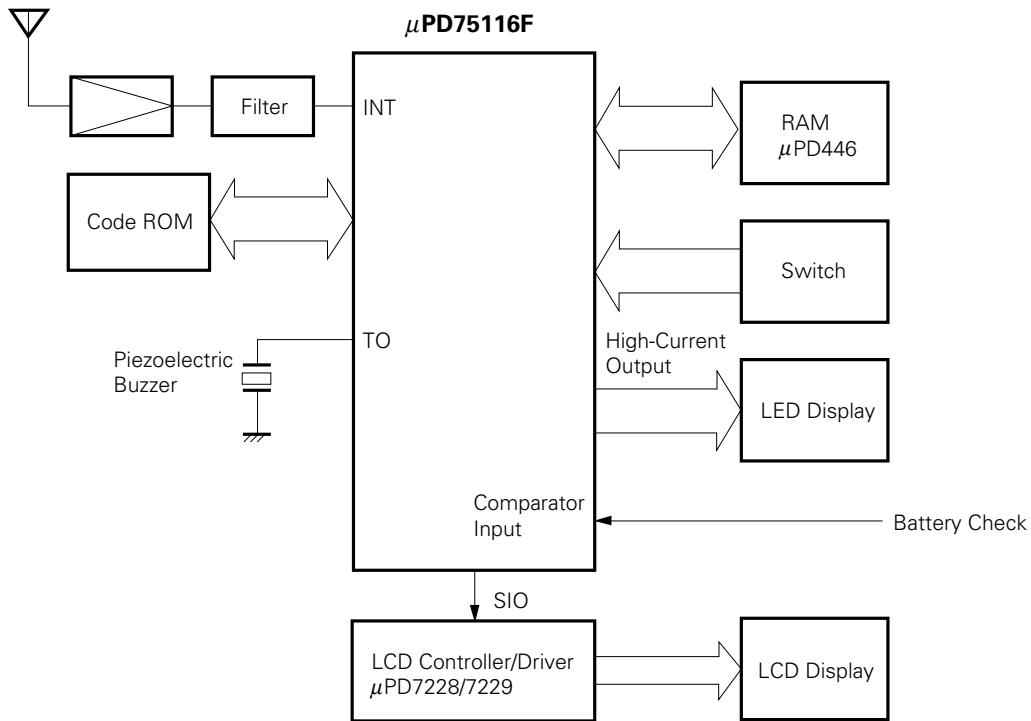 μPD75116F
Filter
INT
RAM
μPD446
Code ROM
Switch
TO
High-Current
Output
Piezoelectric
Buzzer
LED Display
Comparator
Input
Battery Check
SIO
LCD Controller/Driver
μPD7228/7229
LCD Display